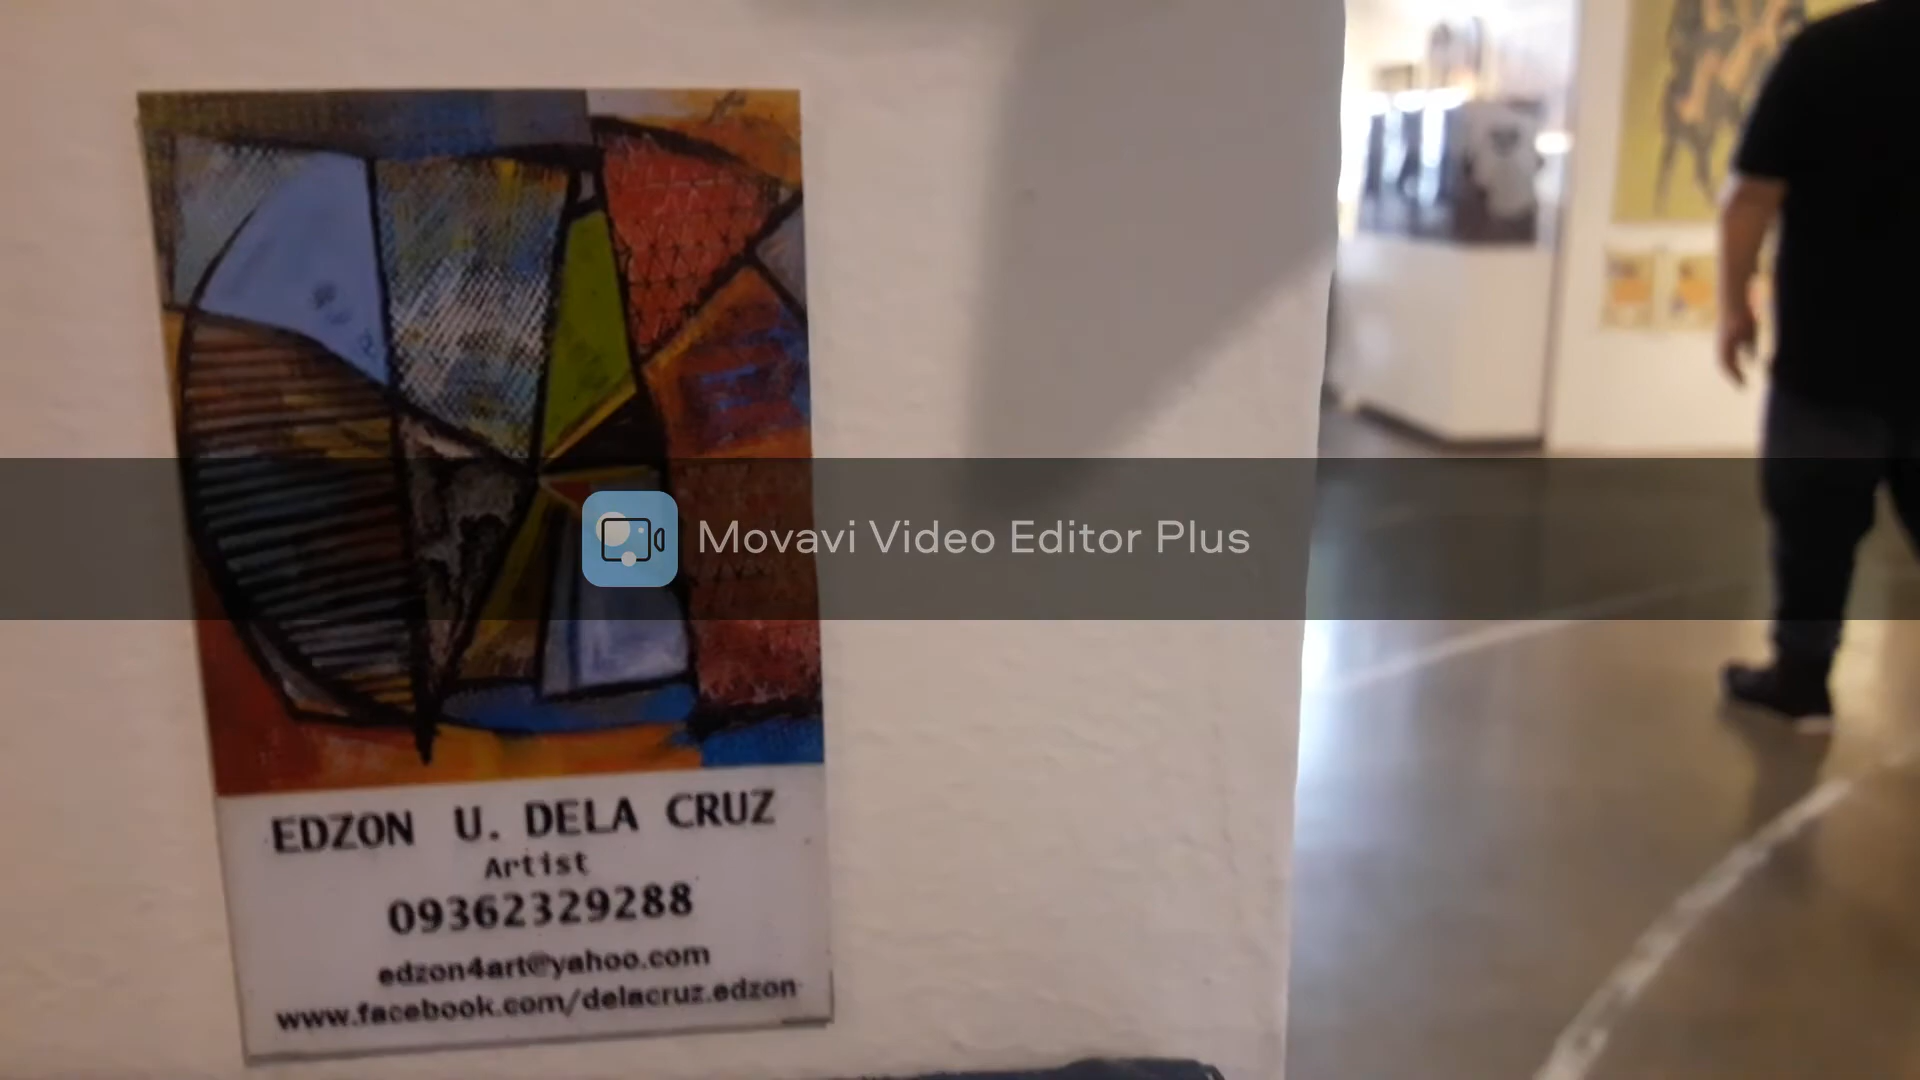 Movavi Video Editor Plus
EDZON U. DELA CRUZ
Artist
09362329288
edzon4art@yahoo.com
www.facebook.com/delacruz.edzon